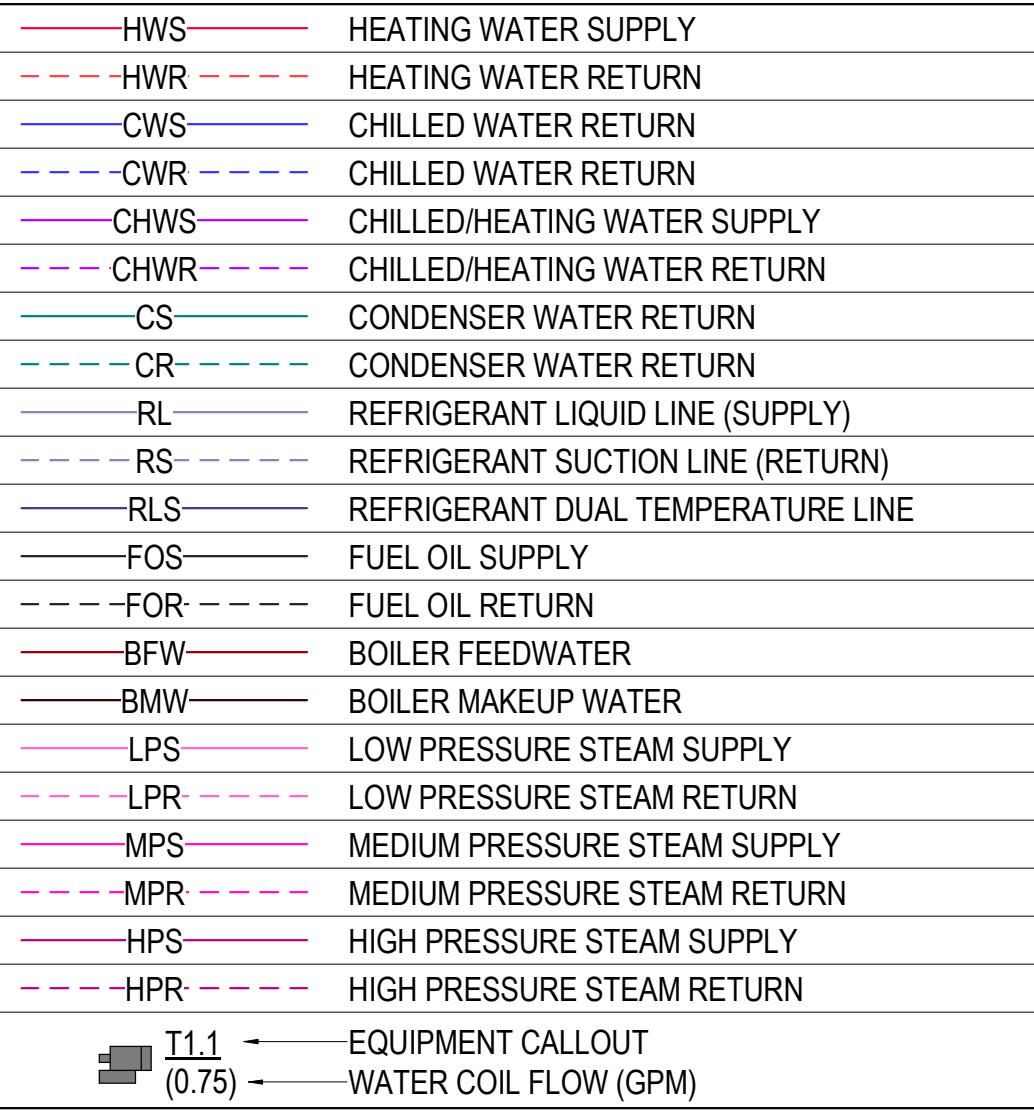 HWS HEATING WATER SUPPLY
HWR HEATING WATER RETURN
CWS CHILLED WATER RETURN
CWR CHILLED WATER RETURN
CHWS CHILLED/HEATING WATER SUPPLY
CHWR CHILLED/HEATING WATER RETURN
CS CONDENSER WATER RETURN
CR CONDENSER WATER RETURN
RL REFRIGERANT LIQUID LINE (SUPPLY)
RS REFRIGERANT SUCTION LINE (RETURN)
RLS REFRIGERANT DUAL TEMPERATURE LINE
FOS FUEL OIL SUPPLY
FOR FUEL OIL RETURN
BFW BOILER FEEDWATER
BMW BOILER MAKEUP WATER
LPS LOW PRESSURE STEAM SUPPLY
LPR LOW PRESSURE STEAM RETURN
MPS MEDIUM PRESSURE STEAM SUPPLY
MPR MEDIUM PRESSURE STEAM RETURN
HPS HIGH PRESSURE STEAM SUPPLY
HPR HIGH PRESSURE STEAM RETURN
T1.1 EQUIPMENT CALLOUT
(0.75) WATER COIL FLOW (GPM)